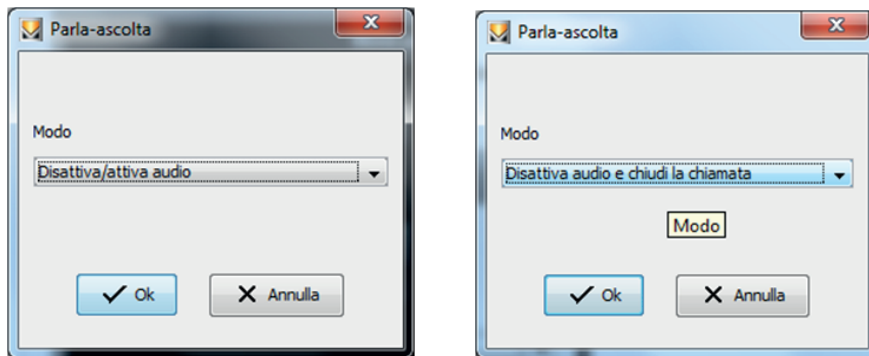 Parla-ascolta
Modo
Disattiva/attiva audio
Ok
Annulla
Parla-ascolta
Modo
Disattiva audio e chiudi la chiamata
Modo
Ok
Annulla